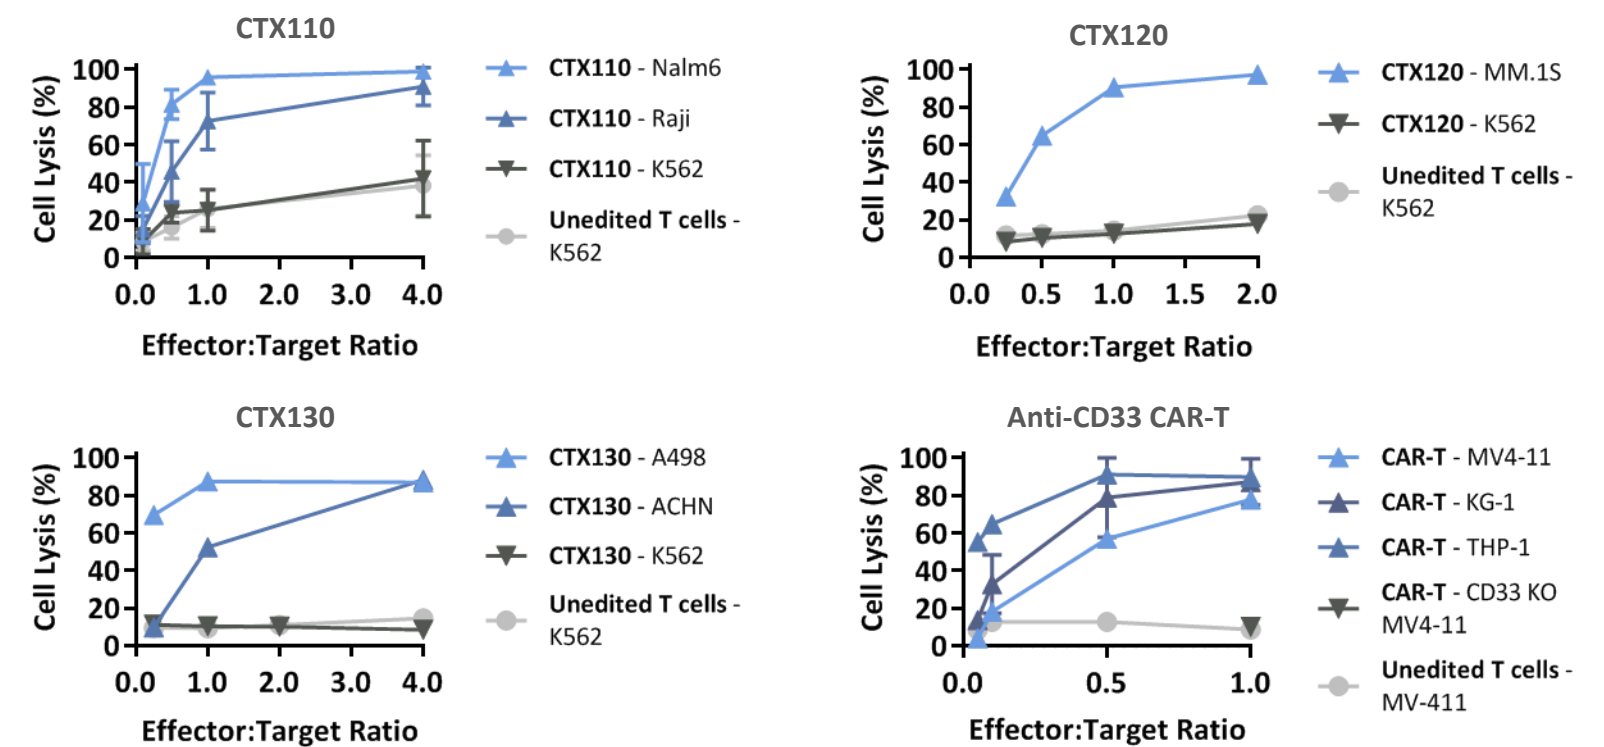 CTX110
Cell Lysis (%)
100
80
60
40
20
0
0.0 1.0 2.0 3.0 4.0
Effector:Target Ratio
CTX110 - Nalm6
CTX110 - Raji
CTX110 - K562
Unedited T cells -
K562
CTX120
Cell Lysis (%)
100
80
60
40
20
0
0.0 0.5 1.0 1.5 2.0
Effector:Target Ratio
CTX120 - MM.1S
CTX120 - K562
Unedited T cells -
K562
CTX130
Cell Lysis (%)
100
80
60
40
20
0
0.0 1.0 2.0 3.0 4.0
Effector:Target Ratio
CTX130 - A498
CTX130 - ACHN
CTX130 - K562
Unedited T cells -
K562
Anti-CD33 CAR-T
Cell Lysis (%)
100
80
60
40
20
0
0.0 0.5 1.0
Effector:Target Ratio
CAR-T - MV4-11
CAR-T - KG-1
CAR-T - THP-1
CAR-T - CD33 KO
MV4-11
Unedited T cells -
MV-411